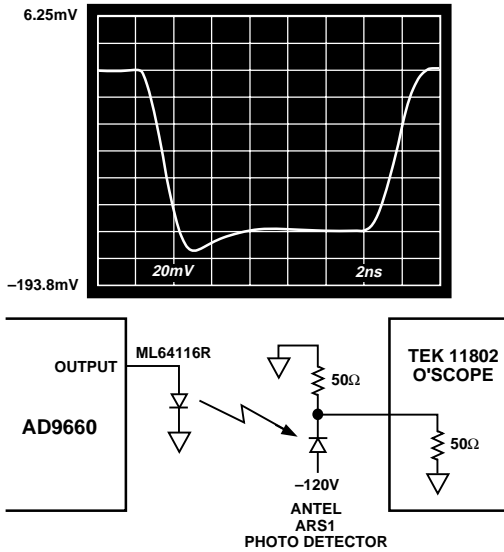 6.25mV
20mV 2ns
–193.8mV
OUTPUT
ML64116R
AD9660
50Ω
TEK 11802
O'SCOPE
50Ω
–120V
ANTEL
ARS1
PHOTO DETECTOR